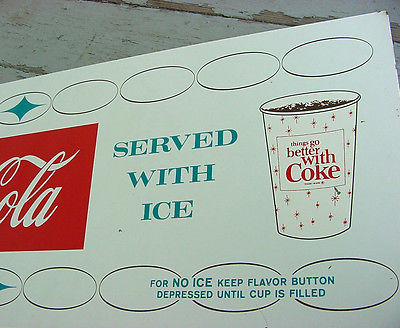 Cola
SERVED
WITH
ICE
things go
better
with
Coke
FOR NO ICE KEEP FLAVOR BUTTON
DEPRESSED UNTIL CUP IS FILLED